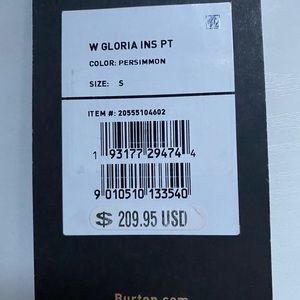 W GLORIA INS PT
COLOR: PERSIMMON
SIZE: S
ITEM #: 20555104602
1 93177 29474 4
9 010510 133540
$ 209.95 USD
Burton.com